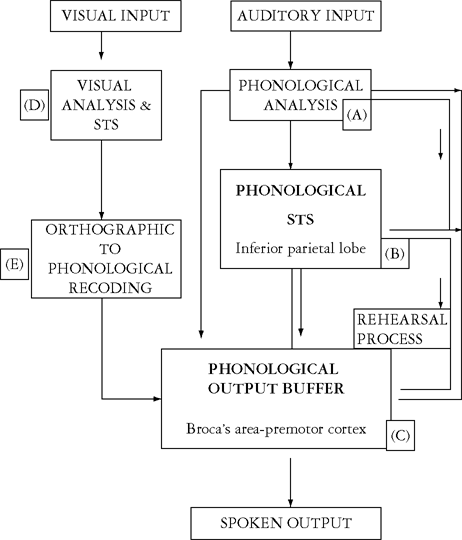 VISUAL INPUT
AUDITORY INPUT
VISUAL
ANALYSIS &
STS
(D)
PHONOLOGICAL
ANALYSIS
(A)
PHONOLOGICAL
STS
Inferior parietal lobe
(B)
ORTHOGRAPHIC
TO
PHONOLOGICAL
RECODING
(E)
REHEARSAL
PROCESS
PHONOLOGICAL
OUTPUT BUFFER
Broca's area-premotor cortex
(C)
SPOKEN OUTPUT